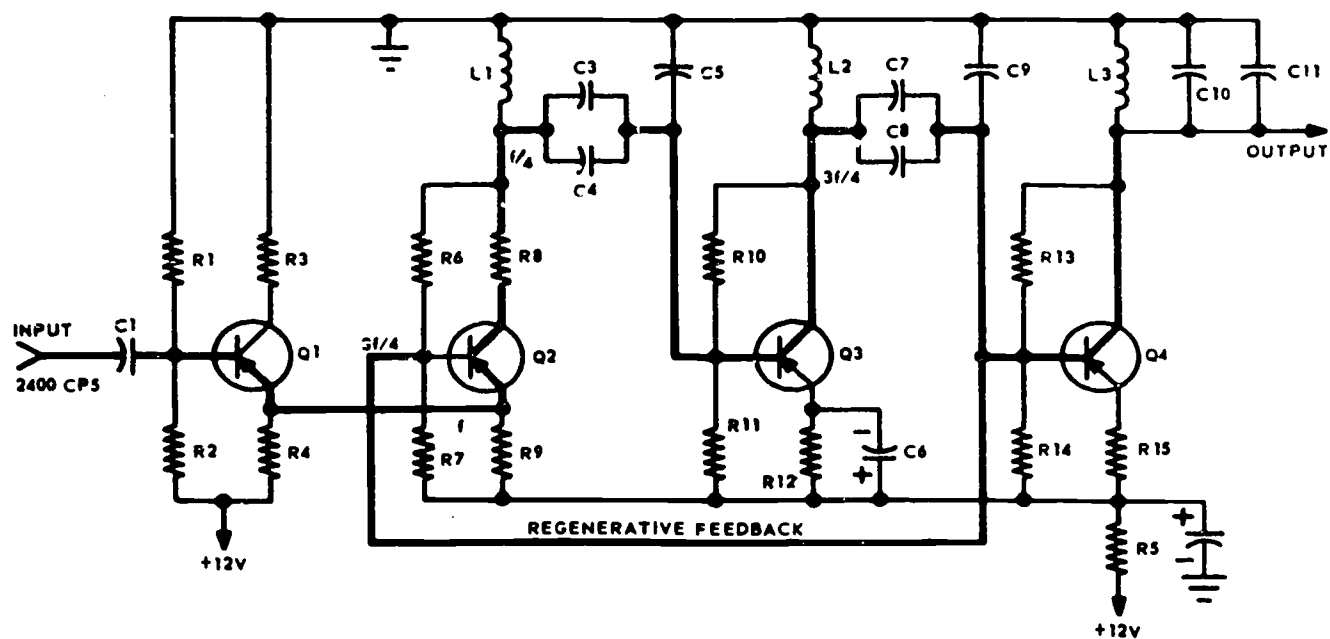 L1
C3
C5
L2
C7
C9
L3
C10
C11
f/4
C4
C8
3f/4
OUTPUT
R1
R3
R6
R8
R10
R13
INPUT
C1
2400 CPS
Q1
3f/4
Q2
Q3
Q4
f
R2
R4
R7
R9
R11
R12
C6
R14
R15
+
-
+12V
REGENERATIVE FEEDBACK
R5
+
-
+12V